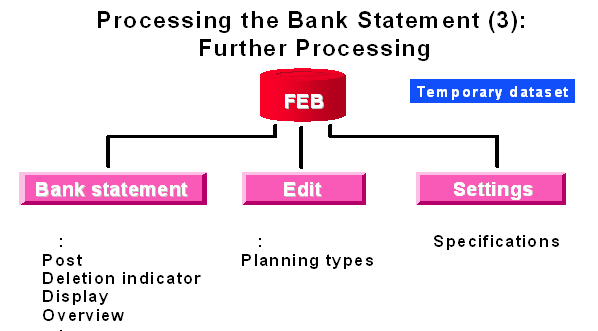 Processing the Bank Statement (3):
Further Processing
FEB
Temporary dataset
Bank statement
Edit
Settings
:
Post
Deletion indicator
Display
Overview
:
:
Planning types
Specifications